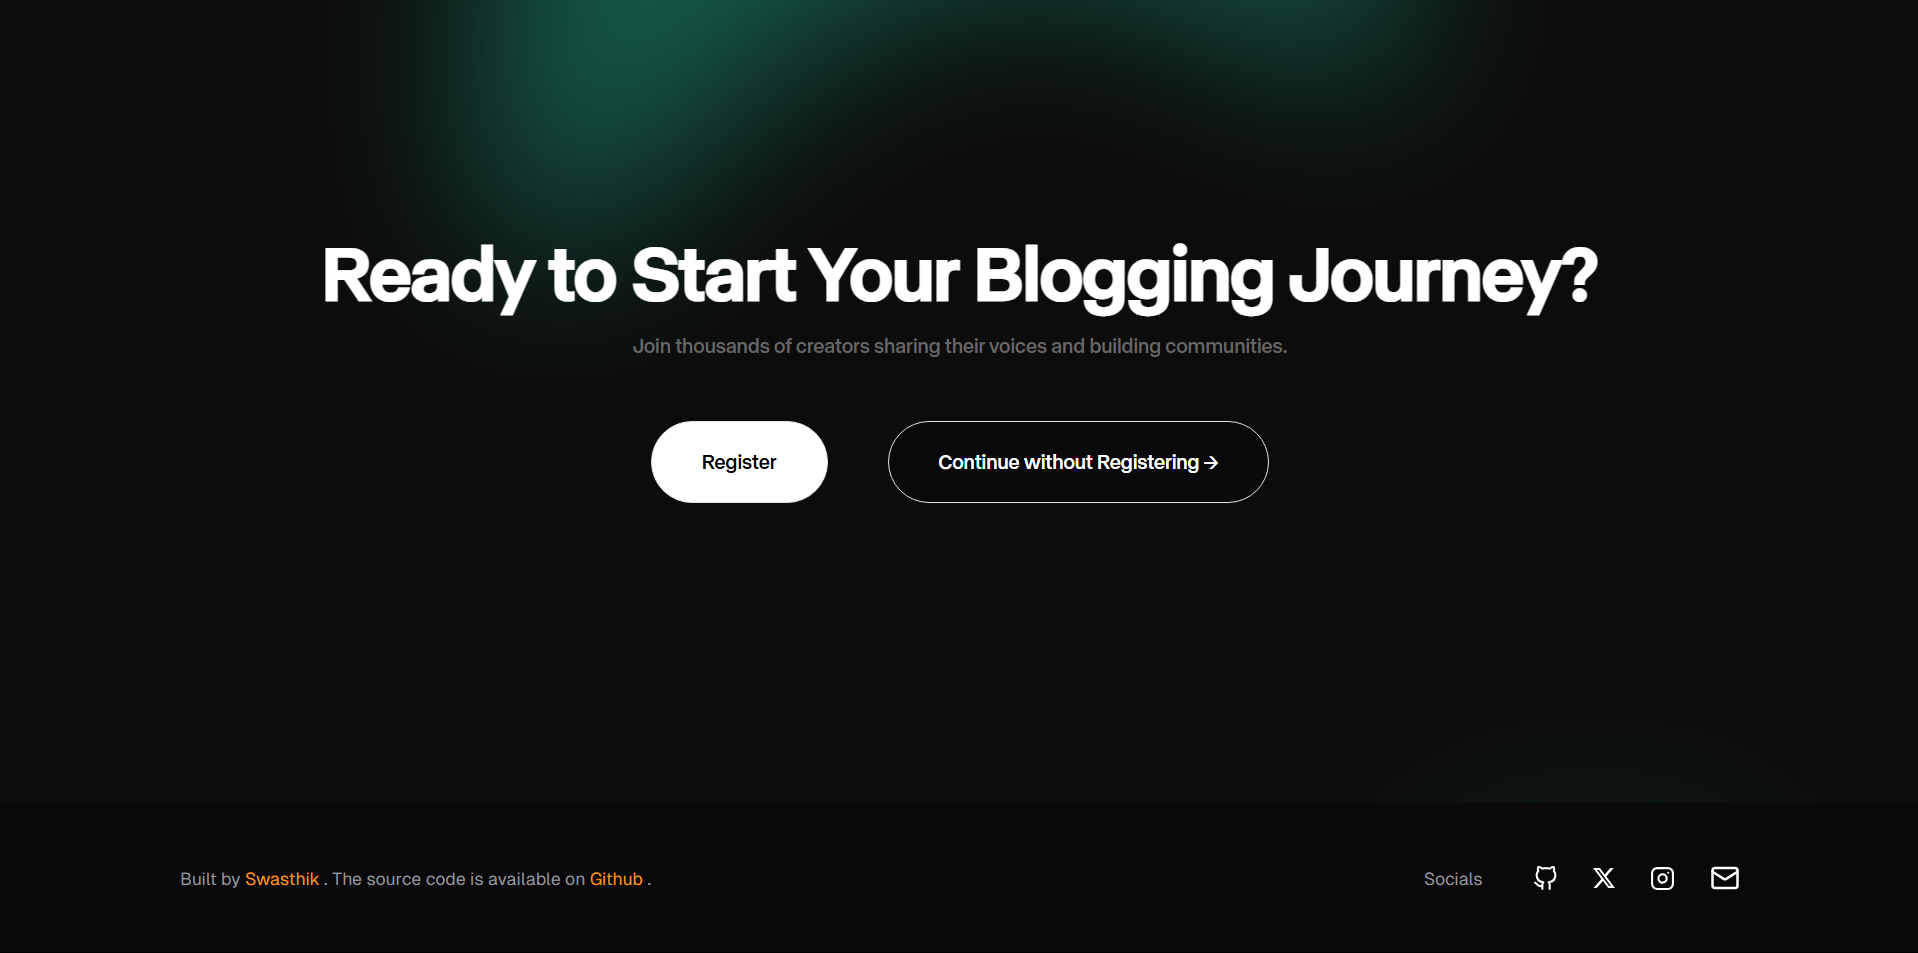 Ready to Start Your Blogging Journey?
Join thousands of creators sharing their voices and building communities.
Register
Continue without Registering →
Built by Swasthik . The source code is available on Github .
Socials